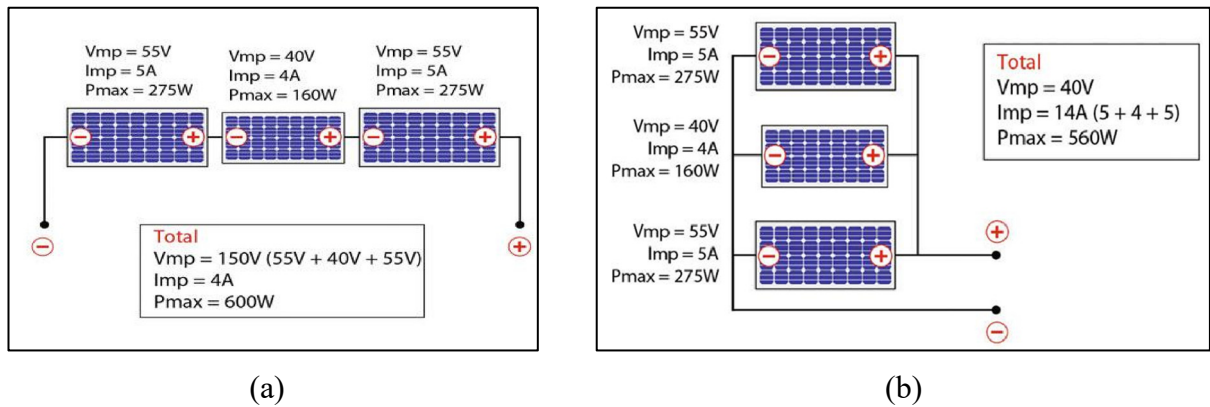 Vmp = 55V
Imp = 5A
Pmax = 275W
Vmp = 40V
Imp = 4A
Pmax = 160W
Vmp = 55V
Imp = 5A
Pmax = 275W
− + − + − +
− +
Total
Vmp = 150V (55V + 40V + 55V)
Imp = 4A
Pmax = 600W
(a)
Vmp = 55V
Imp = 5A
Pmax = 275W
− +
Vmp = 40V
Imp = 4A
Pmax = 160W
− +
Vmp = 55V
Imp = 5A
Pmax = 275W
− +
+
−
Total
Vmp = 40V
Imp = 14A (5 + 4 + 5)
Pmax = 560W
(b)